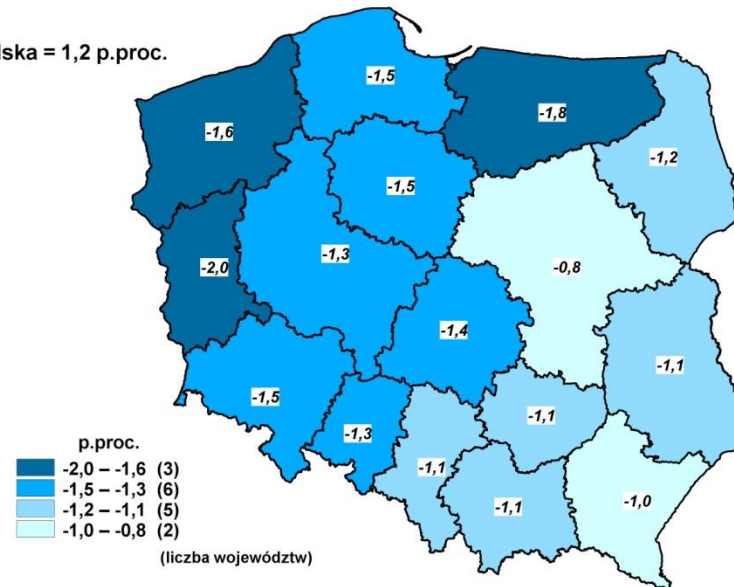 lska = 1,2 p.proc.
-1,5
-1,6
-1,8
-1,2
-1,5
-1,3
-0,8
-2,0
-1,4
-1,1
-1,5
-1,1
-1,3
-1,1
-1,1
-1,0
p.proc.
-2,0 – -1,6 (3)
-1,5 – -1,3 (6)
-1,2 – -1,1 (5)
-1,0 – -0,8 (2)
(liczba województw)